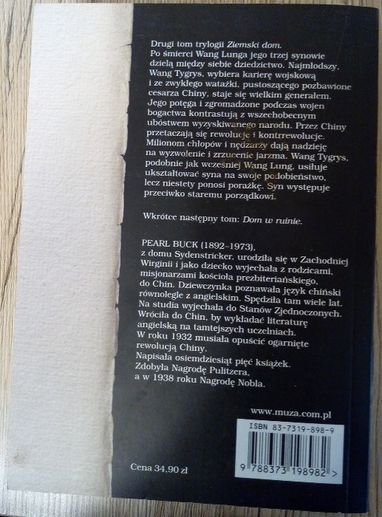 Drugi tom trylogii Ziemski dom.
Po śmierci Wang Lunga jego trzej synowie
dzielą między siebie dziedzictwo. Najmłodszy,
Wang Tygrys, wybiera karierę wojskową
i ze zwykłego watażki, pustoszącego pozbawione
cesarza Chiny, staje się wielkim generałem.
Jego potęga i zgromadzone podczas wojen
bogactwa kontrastują z wszechobecnym
ubóstwem wyzyskiwanego narodu. Przez Chiny
przetaczają się rewolucje i kontrrewolucje.
Milionom chłopów i nędzarzy dają nadzieję
na wyzwolenie i zrzucenie jarzma. Wang Tygrys,
podobnie jak wcześniej Wang Lung, usiłuje
ukształtować syna na swoje podobieństwo,
lecz niestety ponosi porażkę. Syn występuje
przeciwko staremu porządkowi.
Wkrótce następny tom: Dom w ruinie.
PEARL BUCK (1892–1973),
z domu Sydenstricker, urodziła się w Zachodniej
Wirginii i jako dziecko wyjechała z rodzicami,
misjonarzami kościoła prezbiteriańskiego,
do Chin. Dziewczynka poznawała język chiński
równolegle z angielskim. Spędziła tam wiele lat.
Na studia wyjechała do Stanów Zjednoczonych.
Wróciła do Chin, by wykładać literaturę
angielską na tamtejszych uczelniach.
W roku 1932 musiała opuścić ogarnięte
rewolucją Chiny.
Napisała osiemdziesiąt pięć książek.
Zdobyła Nagrodę Pulitzera,
a w 1938 roku Nagrodę Nobla.
www.muza.com.pl
ISBN 83-7319-898-9
9 788373 198982 >
Cena 34,90 zł